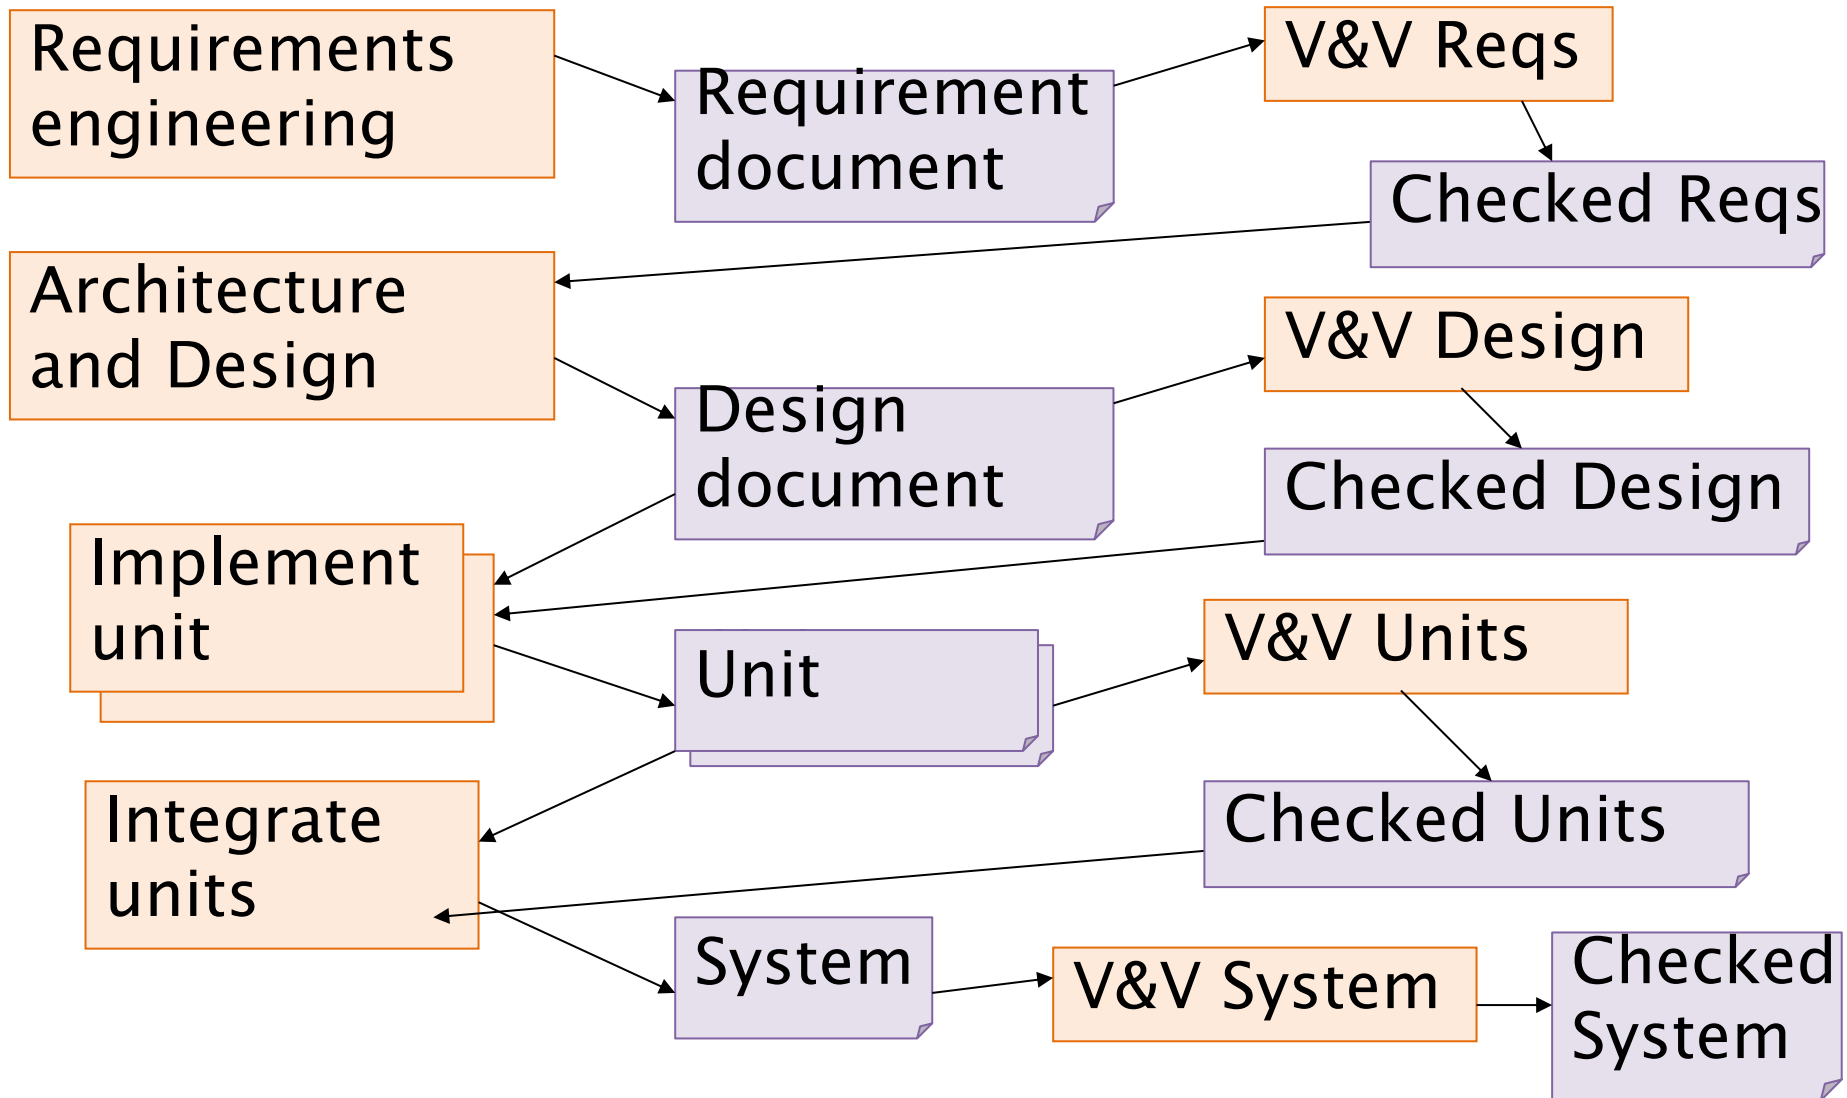 Requirements
engineering
Requirement
document
V&V Reqs
Checked Reqs
Architecture
and Design
Design
document
V&V Design
Checked Design
Implement
unit
Unit
V&V Units
Checked Units
Integrate
units
System
V&V System
Checked
System